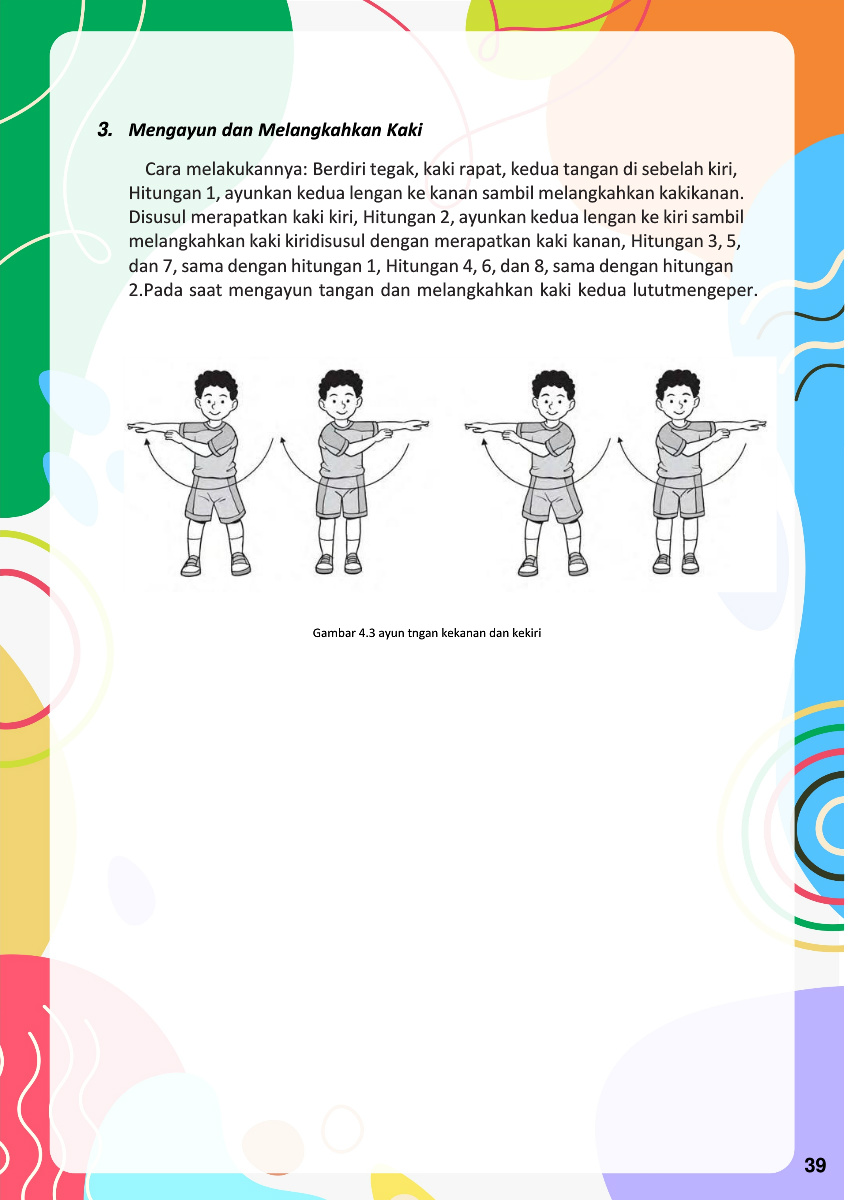 3. Mengayun dan Melangkahkan Kaki
Cara melakukannya: Berdiri tegak, kaki rapat, kedua tangan di sebelah kiri,
Hitungan 1, ayunkan kedua lengan ke kanan sambil melangkahkan kakikanan.
Disusul merapatkan kaki kiri, Hitungan 2, ayunkan kedua lengan ke kiri sambil
melangkahkan kaki kiridisusul dengan merapatkan kaki kanan, Hitungan 3, 5,
dan 7, sama dengan hitungan 1, Hitungan 4, 6, dan 8, sama dengan hitungan
2.Pada saat mengayun tangan dan melangkahkan kaki kedua lututmengeper.
Gambar 4.3 ayun tngan kekanan dan kekiri
39